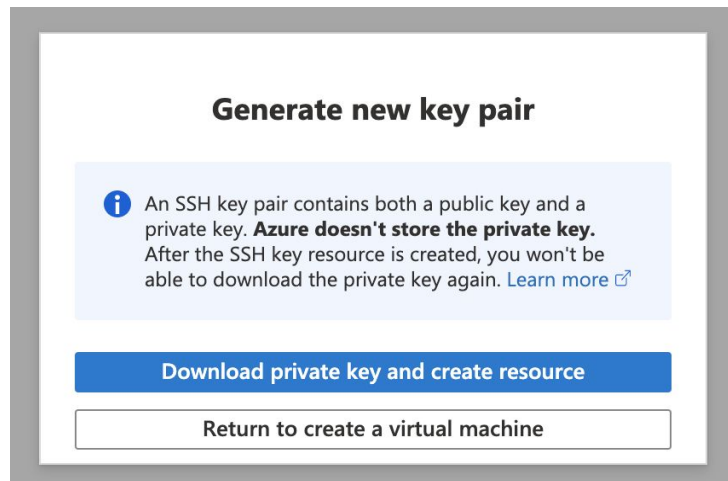 Generate new key pair
An SSH key pair contains both a public key and a
private key. Azure doesn't store the private key.
After the SSH key resource is created, you won't be
able to download the private key again. Learn more
Download private key and create resource
Return to create a virtual machine